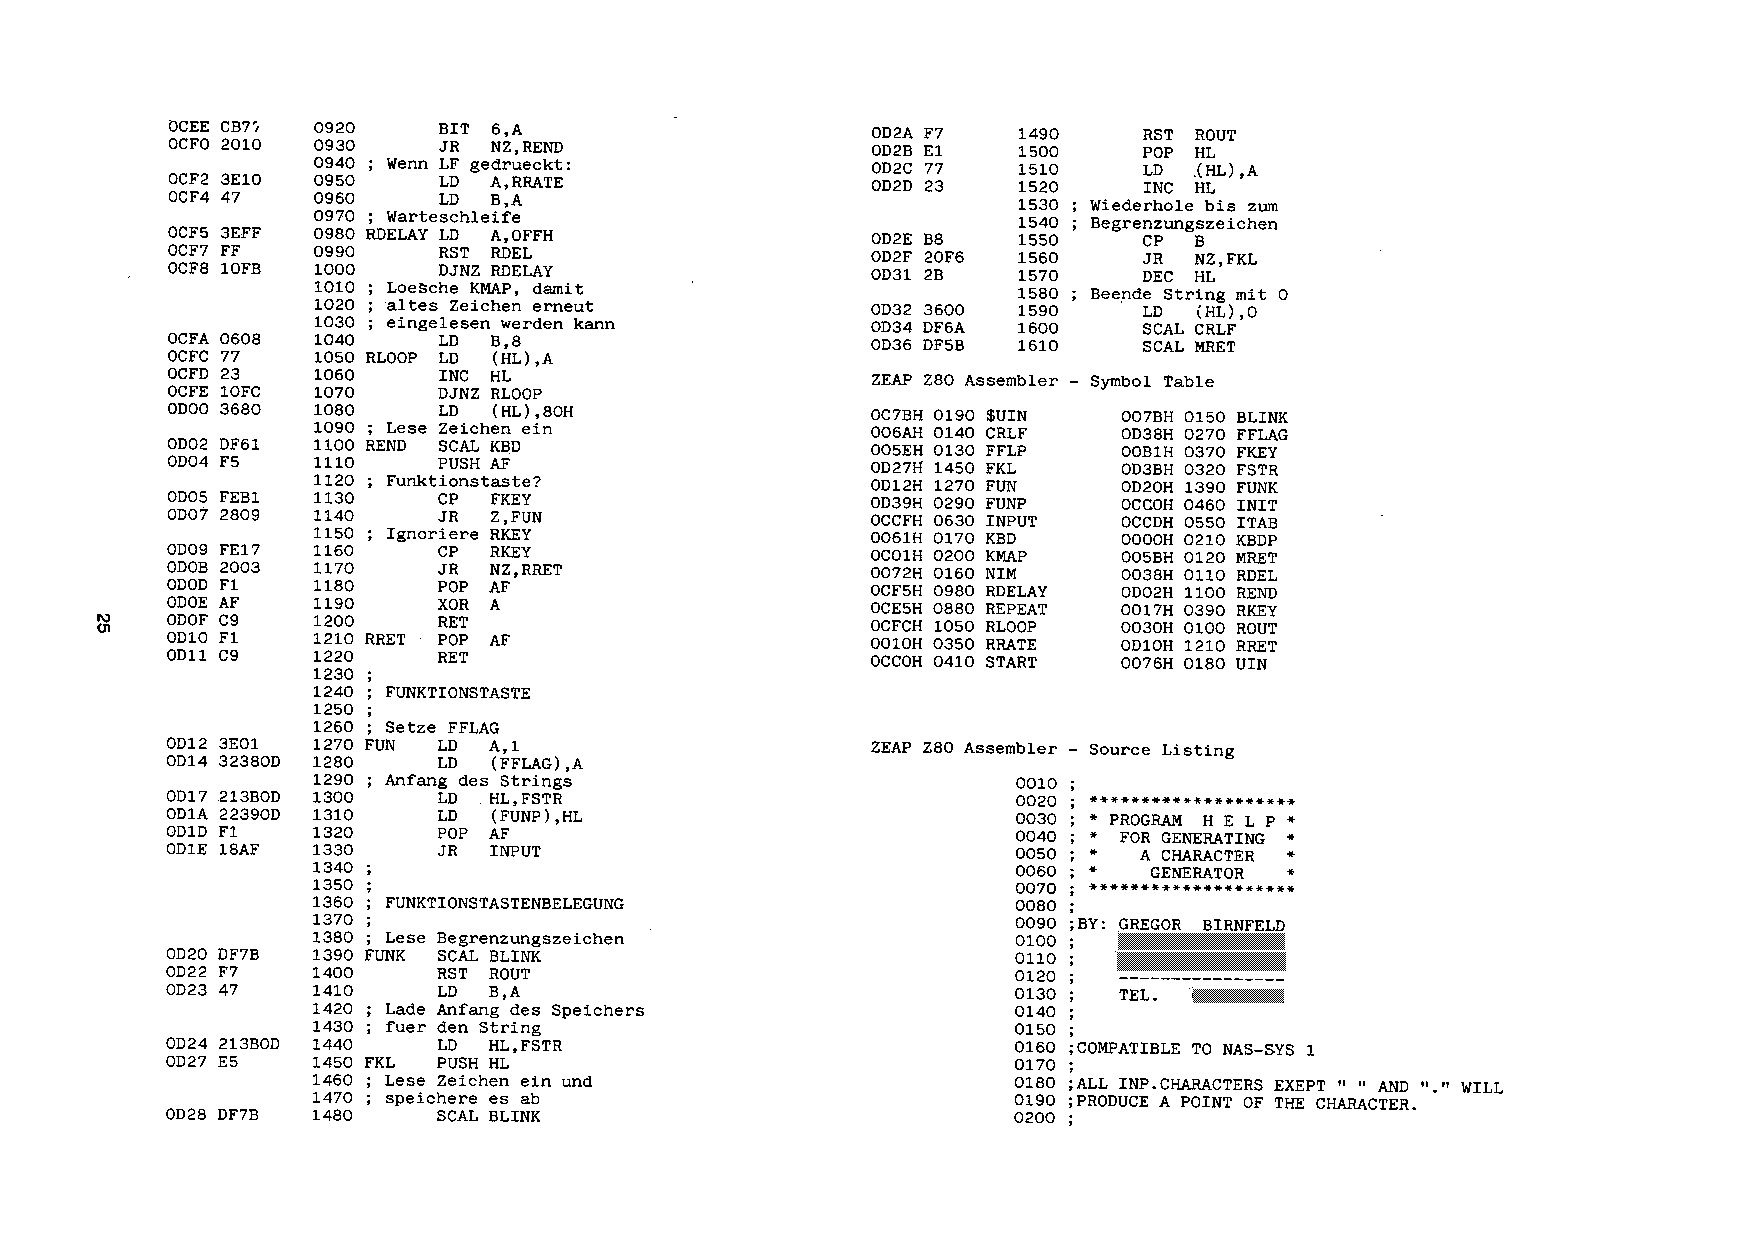 0CEE CB77 0920 BIT 6,A
0CF0 2010 0930 JR NZ,REND
0940 ; Wenn LF gedrueckt:
0CF2 3E10 0950 LD A,RRATE
0CF4 47 0960 LD B,A
0970 ; Warteschleife
0CF5 3EFF 0980 RDELAY LD A,0FFH
0CF7 FF 0990 RST RDEL
0CF8 10FB 1000 DJNZ RDELAY
1010 ; Loesche KMAP, damit
1020 ; altes Zeichen erneut
1030 ; eingelesen werden kann
0CFA 0608 1040 LD B,8
0CFC 77 1050 RLOOP LD (HL),A
0CFD 23 1060 INC HL
0CFE 10FC 1070 DJNZ RLOOP
0D00 3680 1080 LD (HL),80H
1090 ; Lese Zeichen ein
0D02 DF61 1100 REND SCAL KBD
0D04 F5 1110 PUSH AF
1120 ; Funktionstaste?
0D05 FEB1 1130 CP FKEY
0D07 2809 1140 JR Z,FUN
1150 ; Ignoriere RKEY
0D09 FE17 1160 CP RKEY
0D0B 2003 1170 JR NZ,RRET
0D0D F1 1180 POP AF
0D0E AF 1190 XOR A
0D0F C9 1200 RET
0D10 F1 1210 RRET POP AF
0D11 C9 1220 RET
1230 ;
1240 ; FUNKTIONSTASTE
1250 ;
1260 ; Setze FFLAG
0D12 3E01 1270 FUN LD A,1
0D14 32380D 1280 LD (FFLAG),A
1290 ; Anfang des Strings
0D17 213B0D 1300 LD HL,FSTR
0D1A 22390D 1310 LD (FUNP),HL
0D1D F1 1320 POP AF
0D1E 18AF 1330 JR INPUT
1340 ;
1350 ;
1360 ; FUNKTIONSTASTENBELEGUNG
1370 ;
1380 ; Lese Begrenzungszeichen
0D20 DF7B 1390 FUNK SCAL BLINK
0D22 F7 1400 RST ROUT
0D23 47 1410 LD B,A
1420 ; Lade Anfang des Speichers
1430 ; fuer den String
0D24 213B0D 1440 LD HL,FSTR
0D27 E5 1450 FKL PUSH HL
1460 ; Lese Zeichen ein und
1470 ; speichere es ab
0D28 DF7B 1480 SCAL BLINK
25
0D2A F7 1490 RST ROUT
0D2B E1 1500 POP HL
0D2C 77 1510 LD (HL),A
0D2D 23 1520 INC HL
1530 ; Wiederhole bis zum
1540 ; Begrenzungszeichen
0D2E B8 1550 CP B
0D2F 20F6 1560 JR NZ,FKL
0D31 2B 1570 DEC HL
1580 ; Beende String mit 0
0D32 3600 1590 LD (HL),0
0D34 DF6A 1600 SCAL CRLF
0D36 DF5B 1610 SCAL MRET
ZEAP Z80 Assembler - Symbol Table
0C7BH 0190 $UIN 007BH 0150 BLINK
006AH 0140 CRLF 0D38H 0270 FFLAG
005EH 0130 FFLP 00B1H 0370 FKEY
0D27H 1450 FKL 0D3BH 0320 FSTR
0D12H 1270 FUN 0D20H 1390 FUNK
0D39H 0290 FUNP 0CC0H 0460 INIT
0CCFH 0630 INPUT 0CCDH 0550 ITAB
0061H 0170 KBD 0000H 0210 KBDP
0C01H 0200 KMAP 005BH 0120 MRET
0072H 0160 NIM 0038H 0110 RDEL
0CF5H 0980 RDELAY 0D02H 1100 REND
0CE5H 0880 REPEAT 0017H 0390 RKEY
0CFCH 1050 RLOOP 0030H 0100 ROUT
0010H 0350 RRATE 0D10H 1210 RRET
0CC0H 0410 START 0076H 0180 UIN
ZEAP Z80 Assembler - Source Listing
0010 ;
0020 ; ********************
0030 ; * PROGRAM H E L P *
0040 ; * FOR GENERATING *
0050 ; * A CHARACTER *
0060 ; * GENERATOR *
0070 ; ********************
0080 ;
0090 ;BY: GREGOR BIRNFELD
0100 ;
0110 ;
0120 ; ----------------
0130 ; TEL.
0140 ;
0150 ;
0160 ;COMPATIBLE TO NAS-SYS 1
0170 ;
0180 ;ALL INP.CHARACTERS EXEPT " " AND "." WILL
0190 ;PRODUCE A POINT OF THE CHARACTER.
0200 ;